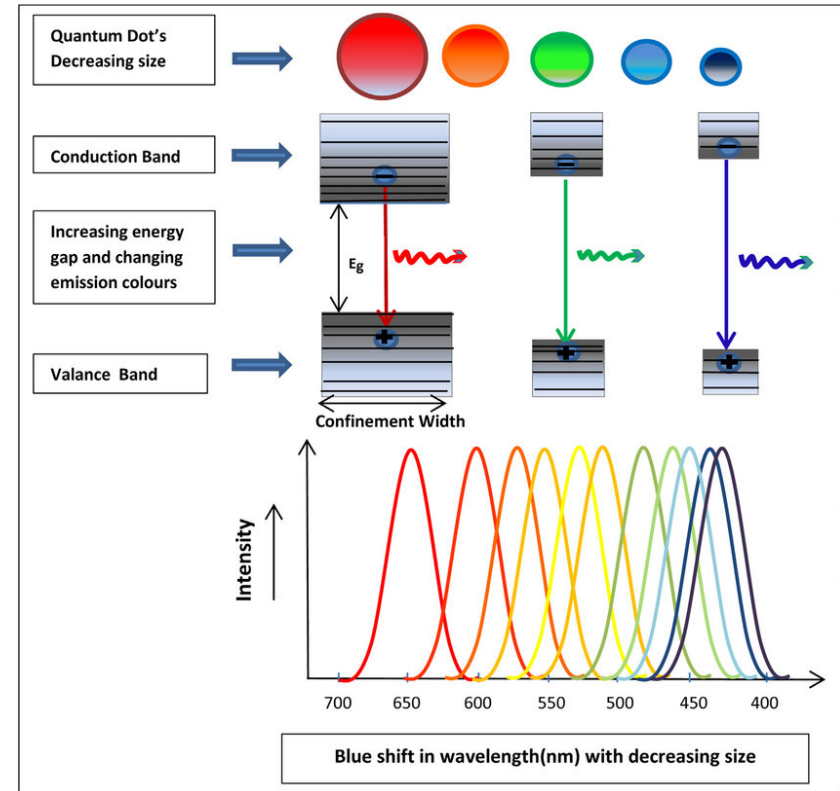 Quantum Dot's
Decreasing size
Conduction Band
Increasing energy
gap and changing
emission colours
Eg
Valance Band
Confinement Width
Intensity
700 650 600 550 500 450 400
Blue shift in wavelength(nm) with decreasing size